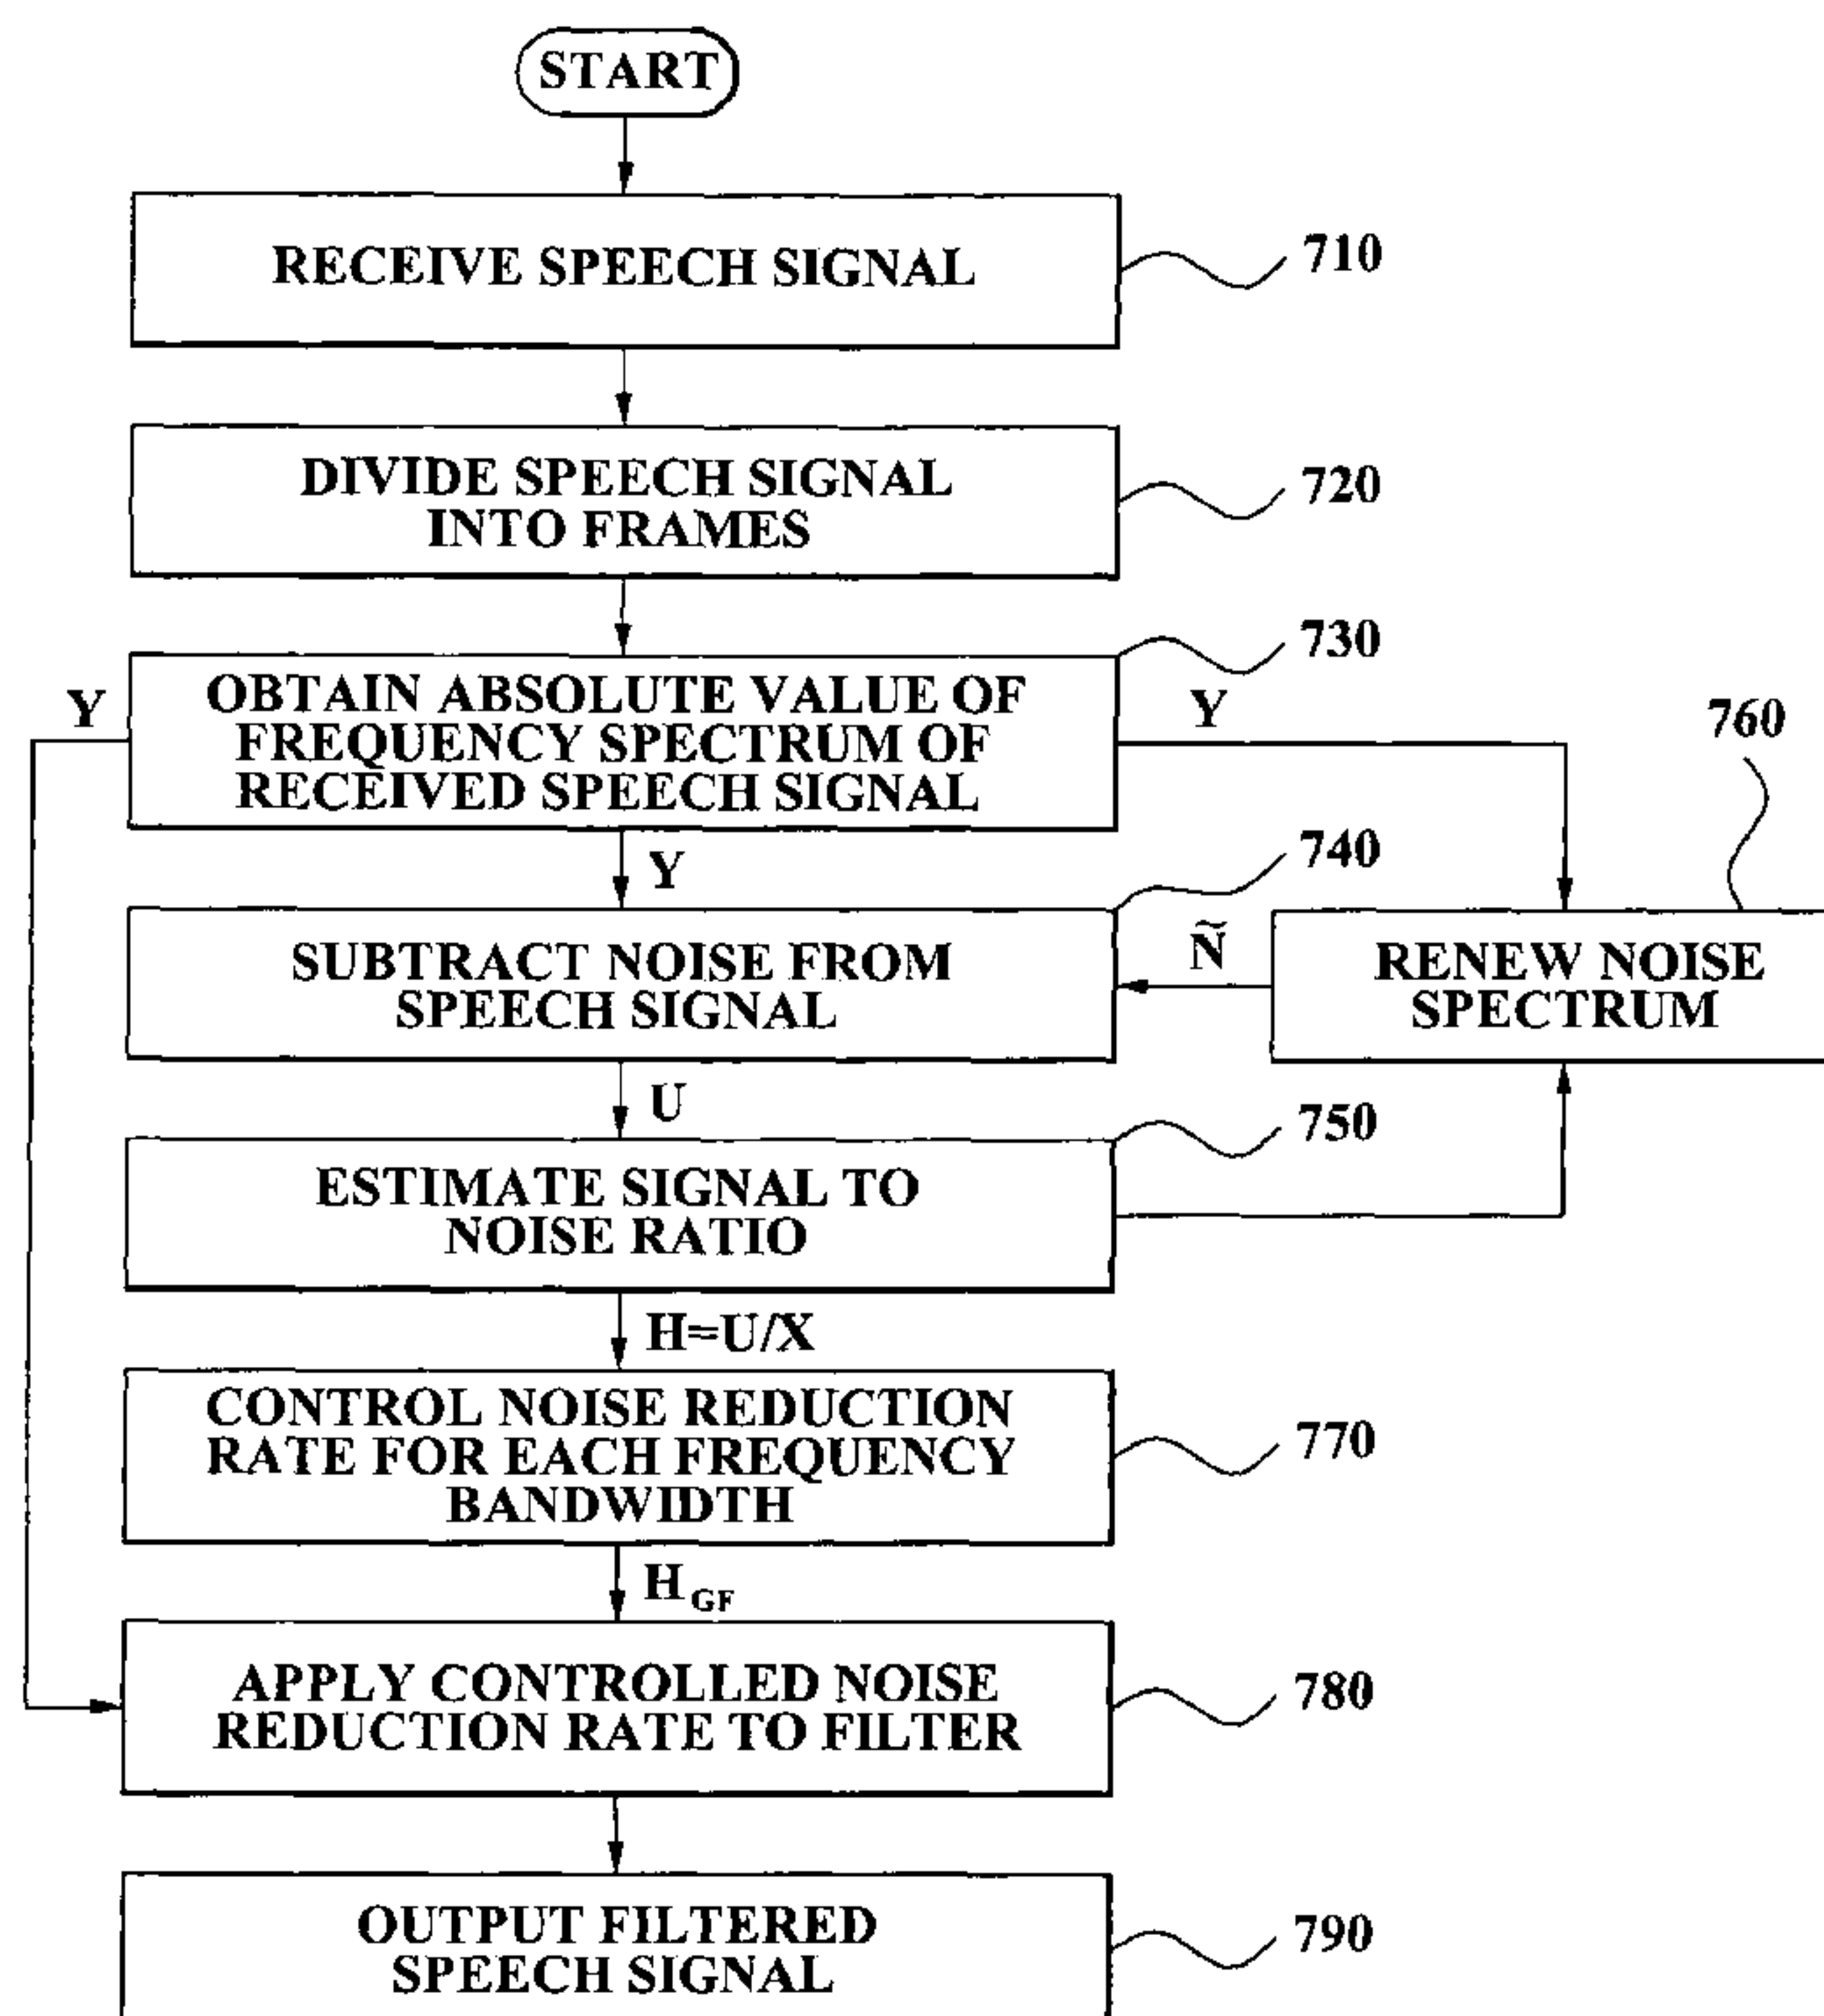 START
RECEIVE SPEECH SIGNAL
710
DIVIDE SPEECH SIGNAL
INTO FRAMES
720
730
OBTAIN ABSOLUTE VALUE OF
FREQUENCY SPECTRUM OF
RECEIVED SPEECH SIGNAL
Y
Y
760
Y
740
SUBTRACT NOISE FROM
SPEECH SIGNAL
Ñ
RENEW NOISE
SPECTRUM
U
750
ESTIMATE SIGNAL TO
NOISE RATIO
H=U/X
CONTROL NOISE REDUCTION
RATE FOR EACH FREQUENCY
BANDWIDTH
770
H_GF
APPLY CONTROLLED NOISE
REDUCTION RATE TO FILTER
780
OUTPUT FILTERED
SPEECH SIGNAL
790